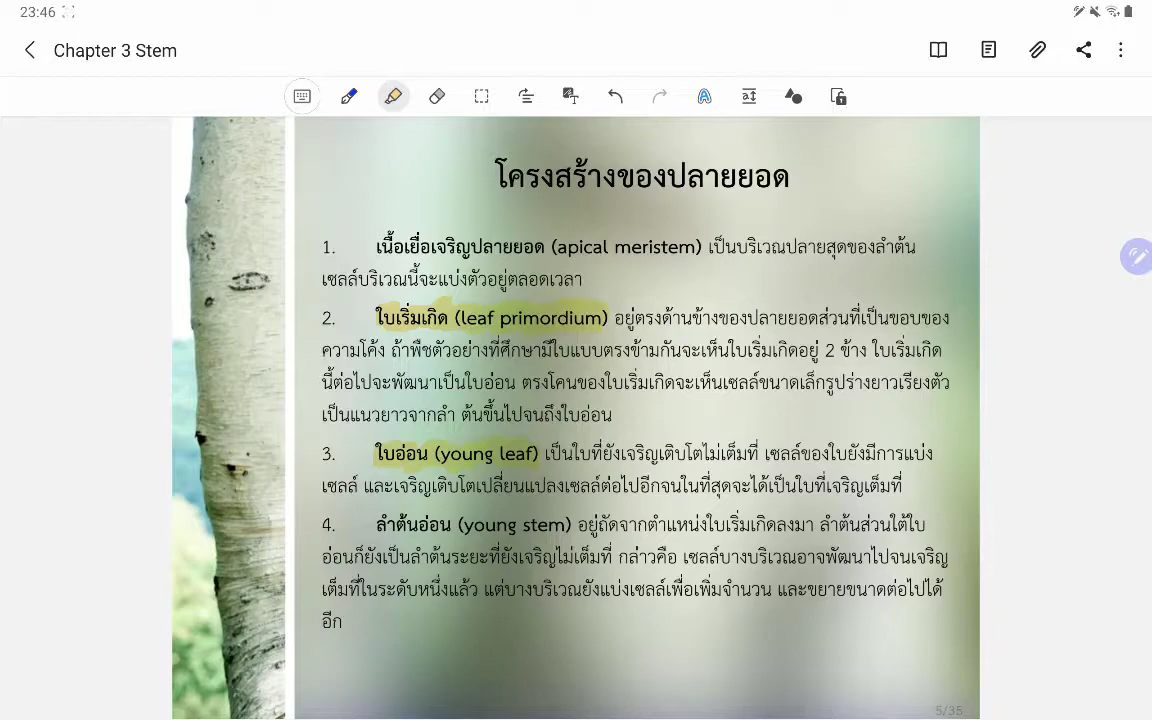 23:46
Chapter 3 Stem
โครงสร้างของปลายยอด
1. เนื้อเยื่อเจริญปลายยอด (apical meristem) เป็นบริเวณปลายสุดของลำต้น
เซลล์บริเวณนี้จะแบ่งตัวอยู่ตลอดเวลา
2. ใบเริ่มเกิด (leaf primordium) อยู่ตรงด้านข้างของปลายยอดส่วนที่เป็นขอบของ
ความโค้ง ถ้าพืชตัวอย่างที่ศึกษามีใบแบบตรงข้ามกันจะเห็นใบเริ่มเกิดอยู่ 2 ข้าง ใบเริ่มเกิด
นี้ต่อไปจะพัฒนาเป็นใบอ่อน ตรงโคนของใบเริ่มเกิดจะเห็นเซลล์ขนาดเล็กรูปร่างยาวเรียงตัว
เป็นแนวยาวจากลำ ต้นขึ้นไปจนถึงใบอ่อน
3. ใบอ่อน (young leaf) เป็นใบที่ยังเจริญเติบโตไม่เต็มที่ เซลล์ของใบยังมีการแบ่ง
เซลล์ และเจริญเติบโตเปลี่ยนแปลงเซลล์ต่อไปอีกจนในที่สุดจะได้เป็นใบที่เจริญเต็มที่
4. ลำต้นอ่อน (young stem) อยู่ถัดจากตำแหน่งใบเริ่มเกิดลงมา ลำต้นส่วนใต้ใบ
อ่อนก็ยังเป็นลำต้นระยะที่ยังเจริญไม่เต็มที่ กล่าวคือ เซลล์บางบริเวณอาจพัฒนาไปจนเจริญ
เต็มที่ในระดับหนึ่งแล้ว แต่บางบริเวณยังแบ่งเซลล์เพื่อเพิ่มจำนวน และขยายขนาดต่อไปได้
อีก
5/35